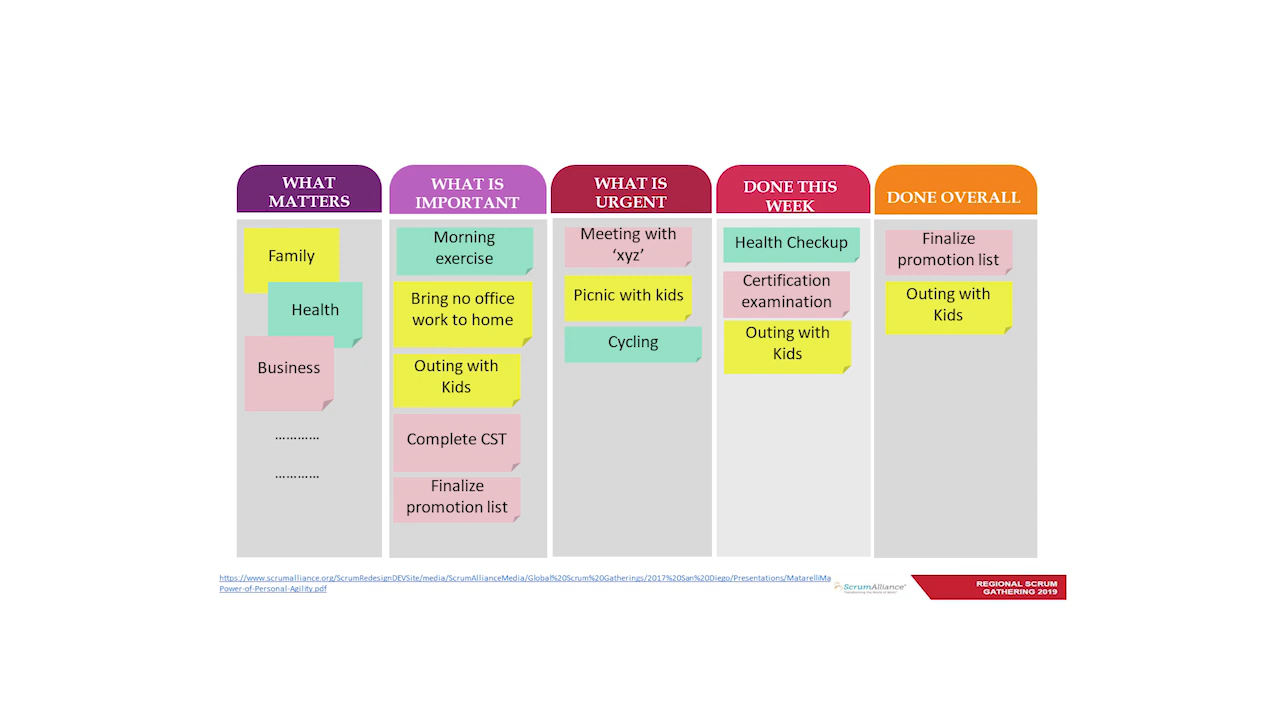 WHAT
MATTERS
Family
Health
Business
…………
…………
WHAT IS
IMPORTANT
Morning
exercise
Bring no office
work to home
Outing with
Kids
Complete CST
Finalize
promotion list
WHAT IS
URGENT
Meeting with
‘xyz’
Picnic with kids
Cycling
DONE THIS
WEEK
Health Checkup
Certification
examination
Outing with
Kids
DONE OVERALL
Finalize
promotion list
Outing with
Kids
https://www.scrumalliance.org/ScrumRedesignDEVSite/media/ScrumAllianceMedia/Global%20Scrum%20Gatherings/2017%20San%20Diego/Presentations/MatarelliMa
Power-of-Personal-Agility.pdf
ScrumAlliance
REGIONAL SCRUM
GATHERING 2019